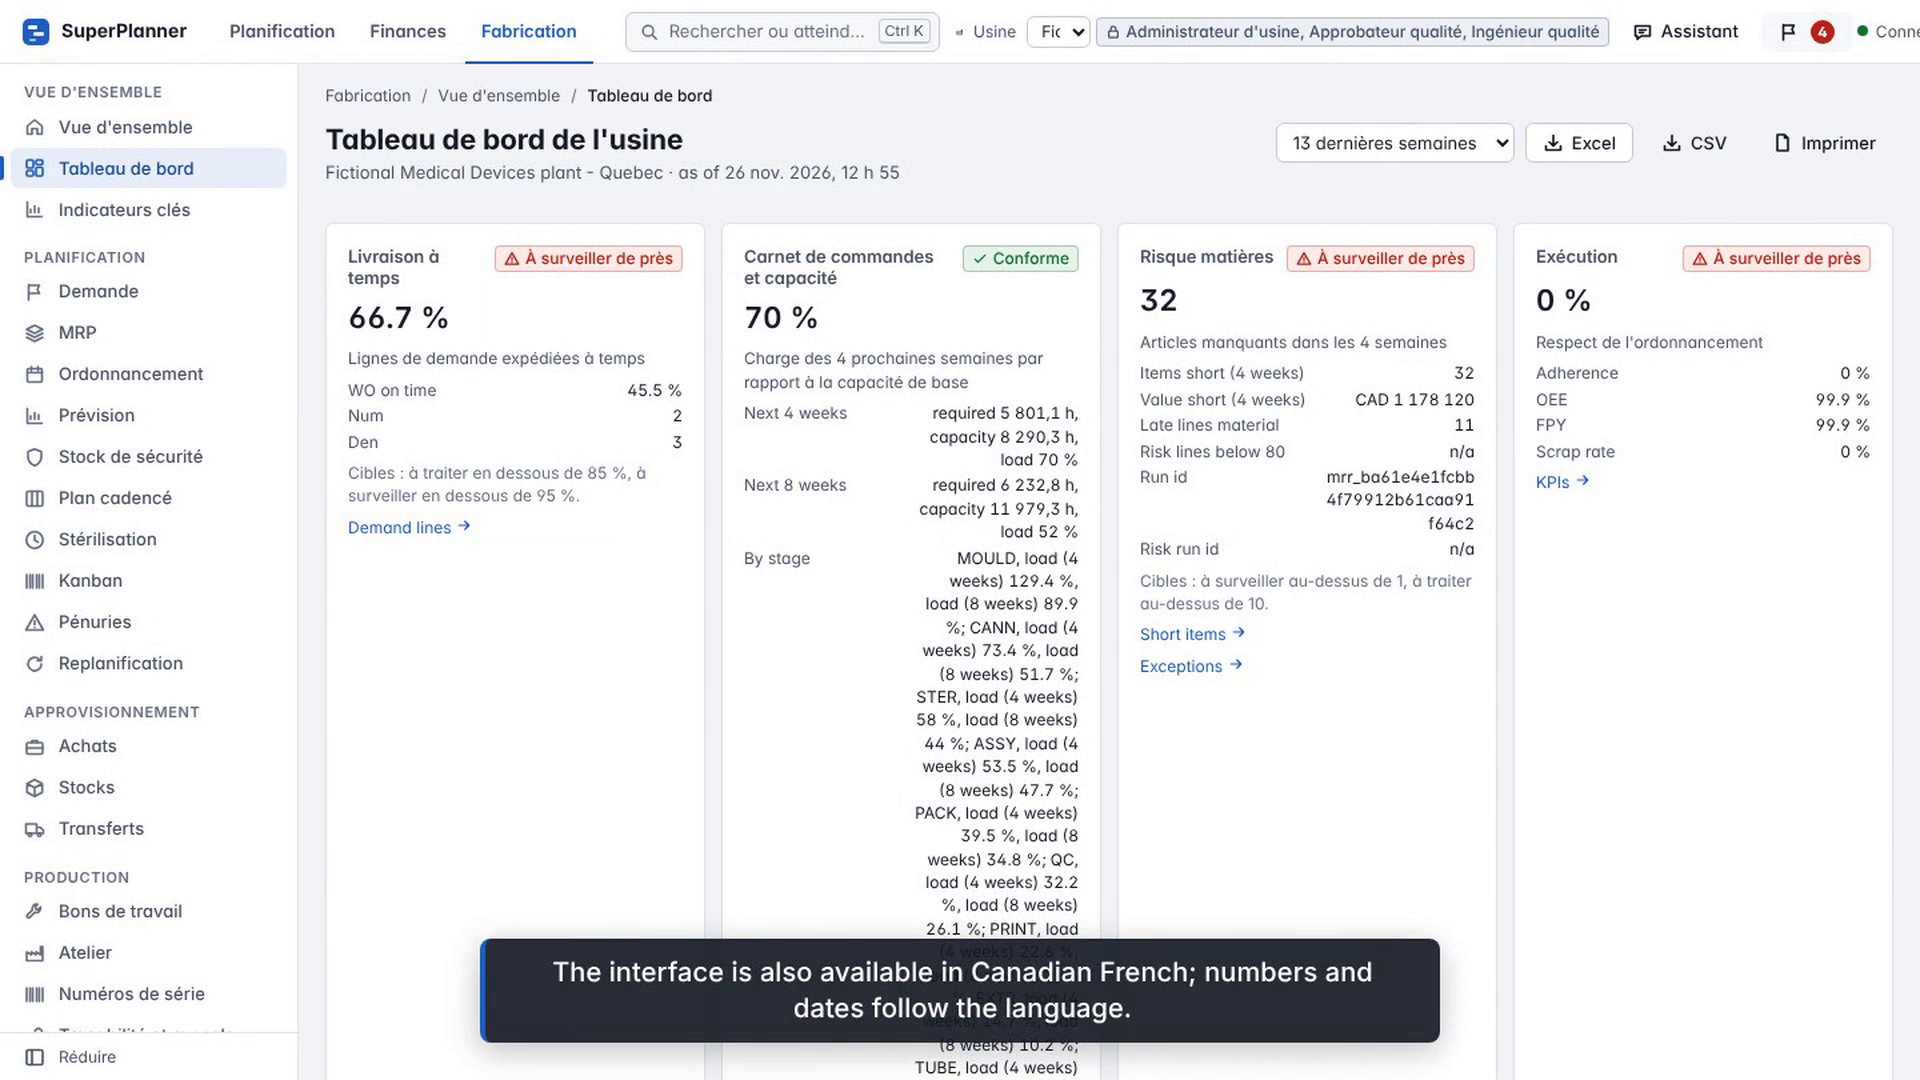 SuperPlanner
Planification
Finances
Fabrication
Rechercher ou atteind...
Ctrl K
Usine
Administrateur d'usine, Approbateur qualité, Ingénieur qualité
Assistant
4
VUE D'ENSEMBLE
Vue d'ensemble
Tableau de bord
Indicateurs clés
PLANIFICATION
Demande
MRP
Ordonnancement
Prévision
Stock de sécurité
Plan cadencé
Stérilisation
Kanban
Pénuries
Replanification
APPROVISIONNEMENT
Achats
Stocks
Transferts
PRODUCTION
Bons de travail
Atelier
Numéros de série
Réduire
Fabrication / Vue d'ensemble / Tableau de bord
Tableau de bord de l'usine
Fictional Medical Devices plant - Quebec · as of 26 nov. 2026, 12 h 55
13 dernières semaines
Excel
CSV
Imprimer
Livraison à
temps
À surveiller de près
66.7 %
Lignes de demande expédiées à temps
WO on time 45.5 %
Num 2
Den 3
Cibles : à traiter en dessous de 85 %, à
surveiller en dessous de 95 %.
Demand lines →
Carnet de commandes
et capacité
Conforme
70 %
Charge des 4 prochaines semaines par
rapport à la capacité de base
Next 4 weeks required 5 801,1 h,
capacity 8 290,3 h,
load 70 %
Next 8 weeks required 6 232,8 h,
capacity 11 979,3 h,
load 52 %
By stage MOULD, load (4
weeks) 129.4 %,
load (8 weeks) 89.9
%; CANN, load (4
weeks) 73.4 %, load
(8 weeks) 51.7 %;
STER, load (4 weeks)
58 %, load (8 weeks)
44 %; ASSY, load (4
weeks) 53.5 %, load
(8 weeks) 47.7 %;
PACK, load (4 weeks)
39.5 %, load (8
weeks) 34.8 %; QC,
load (4 weeks) 32.2
%, load (8 weeks)
26.1 %; PRINT, load
(4 weeks) 22.6 %,
(8 weeks) 10.2 %;
TUBE, load (4 weeks)
Risque matières
À surveiller de près
32
Articles manquants dans les 4 semaines
Items short (4 weeks) 32
Value short (4 weeks) CAD 1 178 120
Late lines material 11
Risk lines below 80 n/a
Run id mrr_ba61e4e1fcbb
4f79912b61caa91
f64c2
Risk run id n/a
Cibles : à surveiller au-dessus de 1, à traiter
au-dessus de 10.
Short items →
Exceptions →
Exécution
À surveiller de près
0 %
Respect de l'ordonnancement
Adherence 0 %
OEE 99.9 %
FPY 99.9 %
Scrap rate 0 %
KPIs →
The interface is also available in Canadian French; numbers and
dates follow the language.